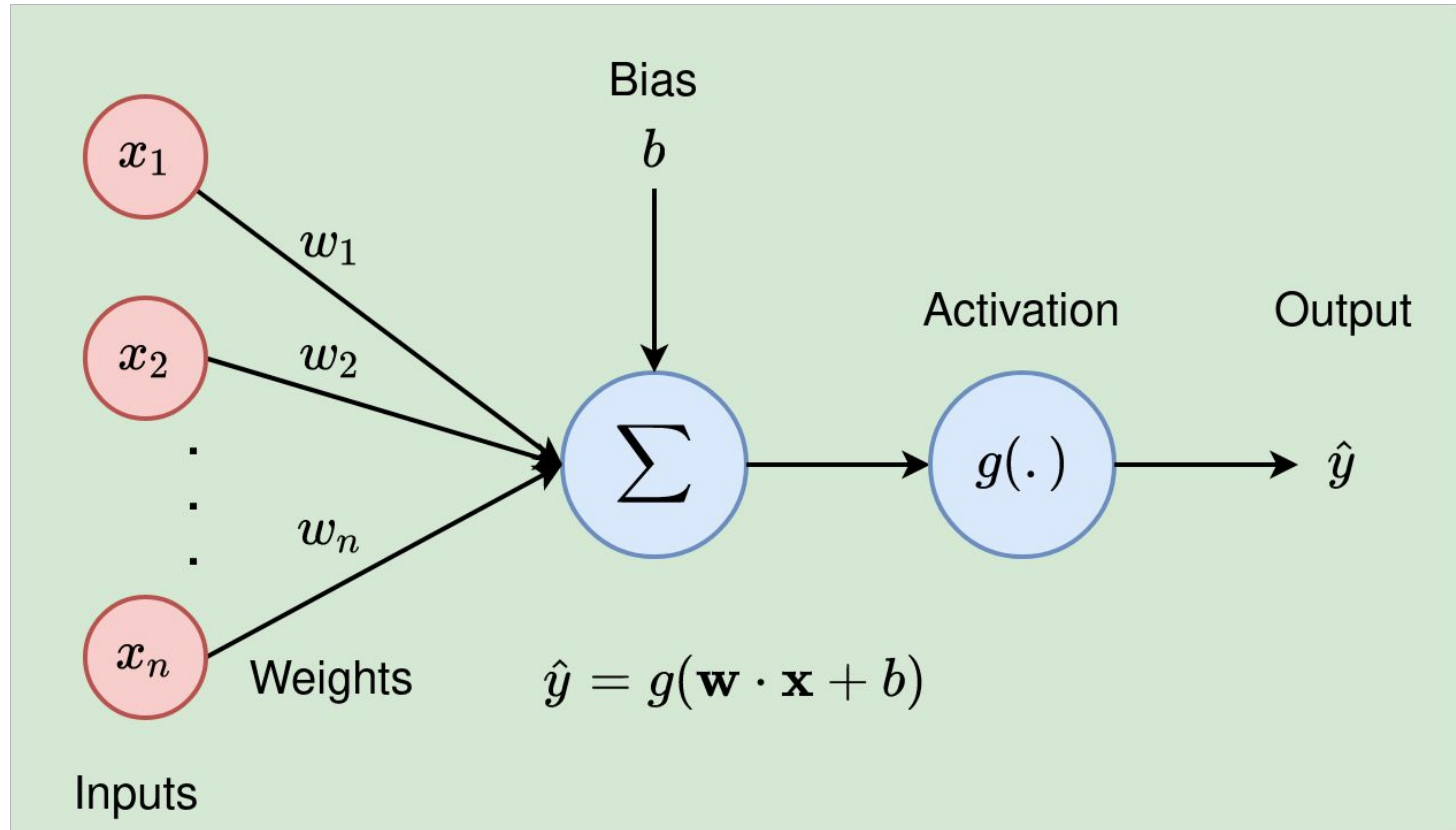 Bias
b
x₁
w₁
Activation
Output
x₂
w₂
∑
g(.)
ŷ
.
.
.
wₙ
xₙ
Weights
ŷ = g(𝐰 · 𝐱 + b)
Inputs